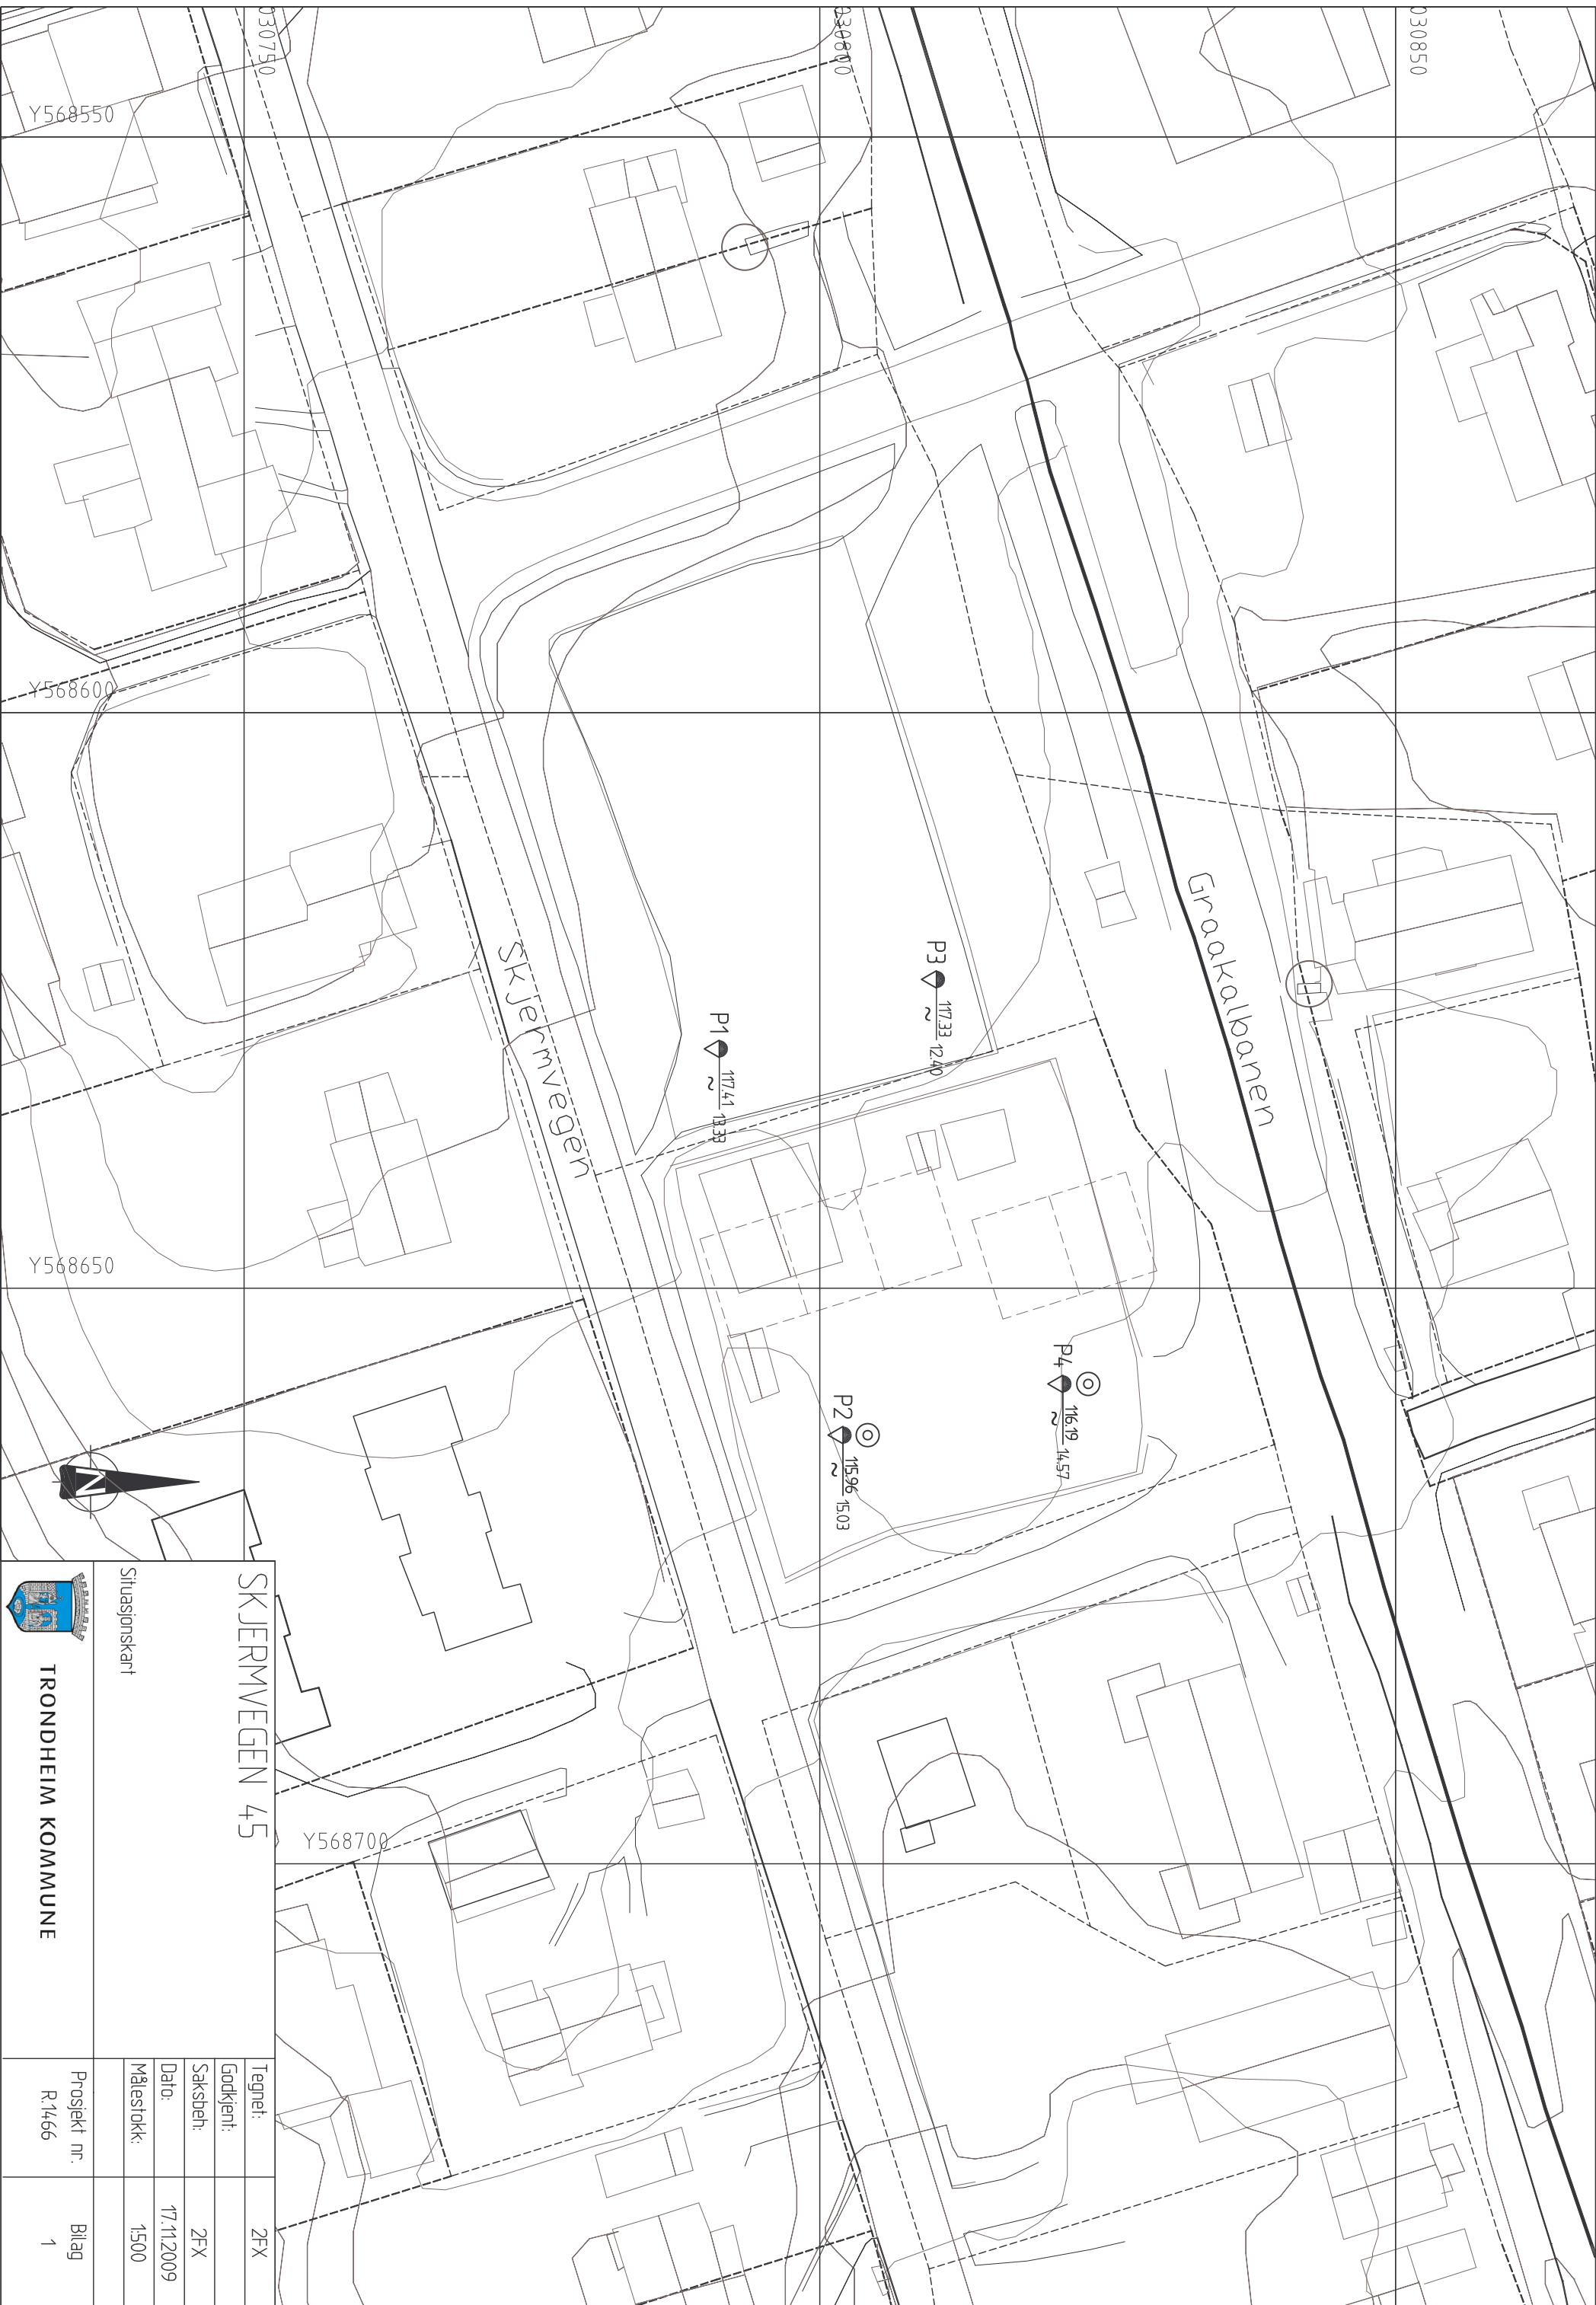 030750
030800
030850
Y568550
Y568600
Y568650
Y568700
Graakalbanen
Skjermvegen
P3 117.33 12.40
~
P1 117.41 13.33
~
P4 116.19 14.57
~
P2 115.96 15.03
~
N
SKJERMVEGEN 45
Situasjonskart
TRONDHEIM KOMMUNE
Tegnet: 2FX
Godkjent:
Saksbeh: 2FX
Dato: 17.11.2009
Målestokk: 1:500
Prosjekt nr. Bilag
R.1466 1